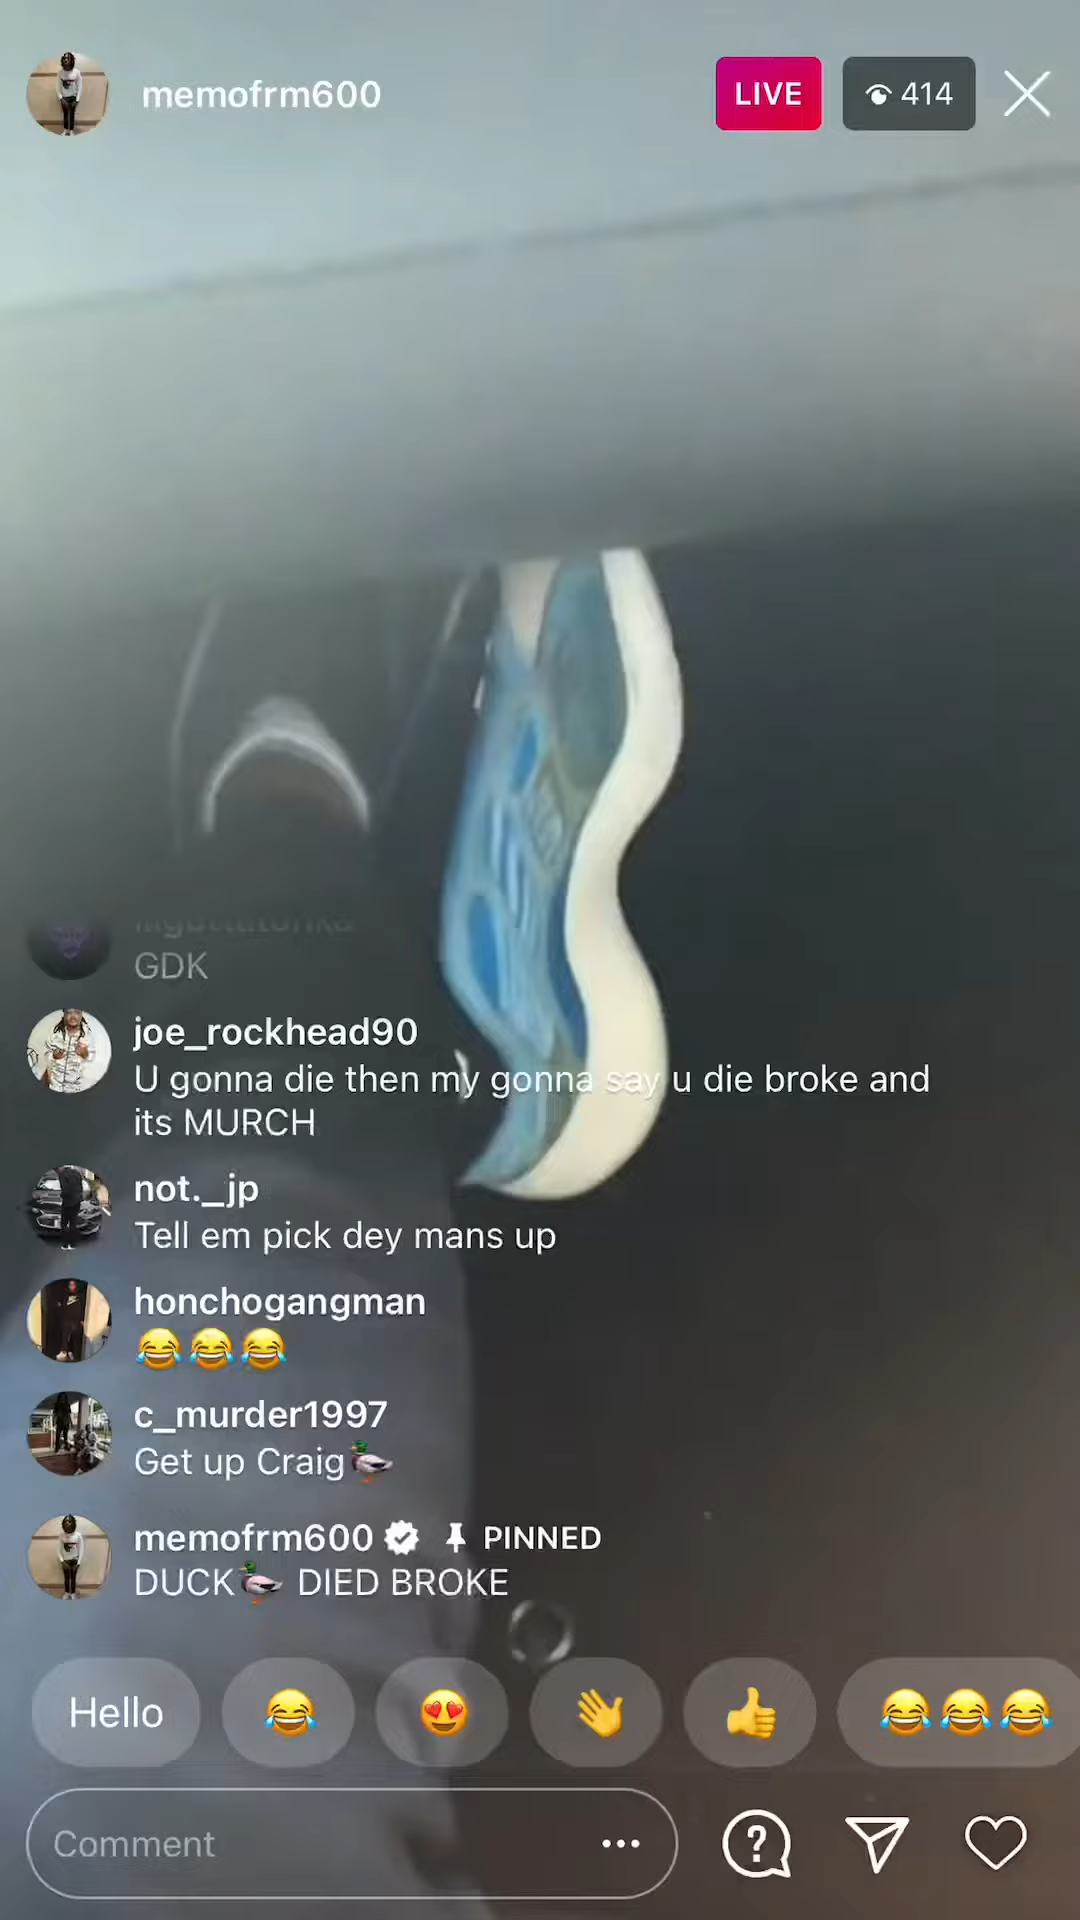 memofrm600
LIVE
414
GDK
joe_rockhead90
U gonna die then my gonna say u die broke and
its MURCH
not._jp
Tell em pick dey mans up
honchogangman
😂😂😂
c_murder1997
Get up Craig🦆
memofrm600 PINNED
DUCK🦆 DIED BROKE
Hello 😂 😍 👋 👍 😂😂😂
Comment